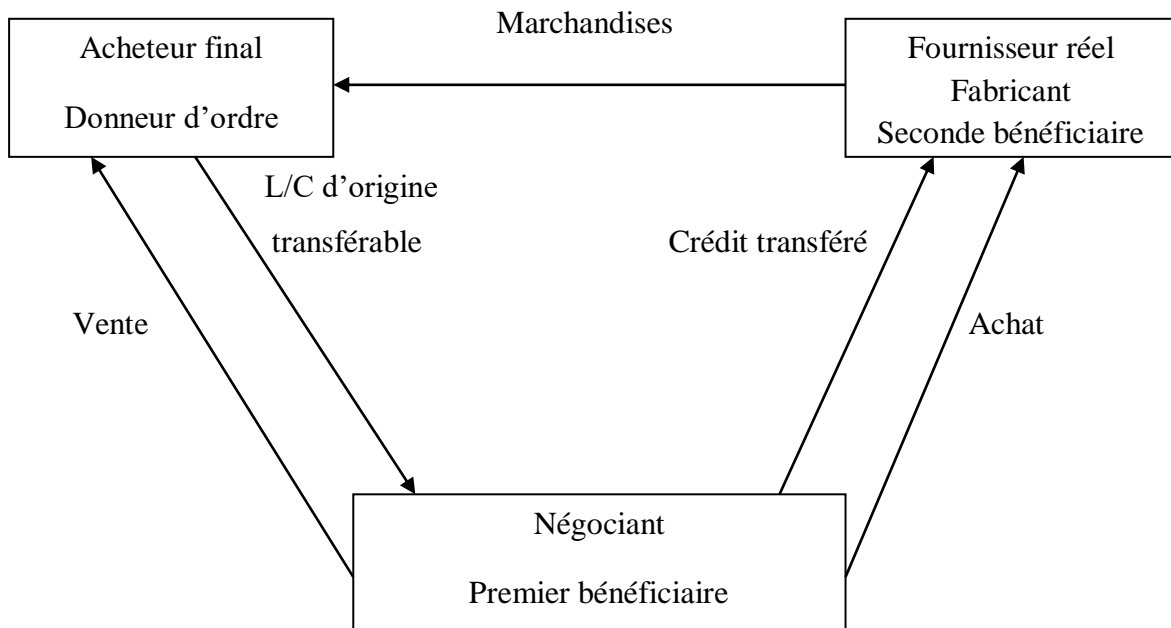 Marchandises
Acheteur final
Donneur d’ordre
Fournisseur réel
Fabricant
Seconde bénéficiaire
L/C d’origine
transférable
Crédit transféré
Vente
Achat
Négociant
Premier bénéficiaire